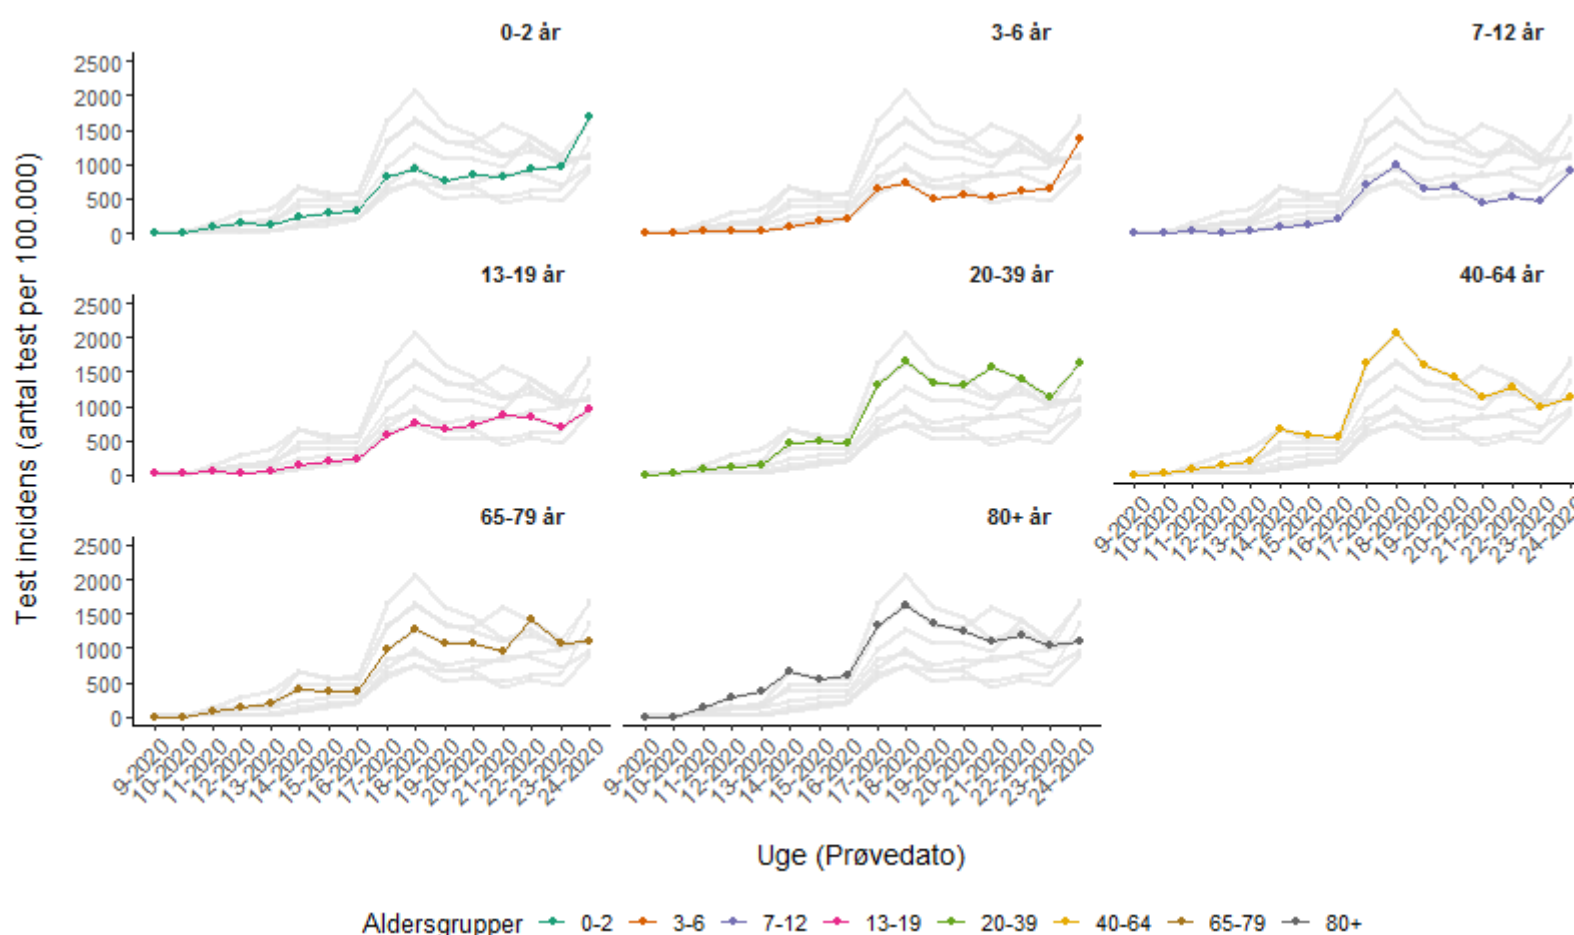 0-2 år 3-6 år 7-12 år
2500
2000
1500
1000
500
0
13-19 år 20-39 år 40-64 år
2500
2000
1500
1000
500
0
9-2020 10-2020 11-2020 12-2020 13-2020 14-2020 15-2020 16-2020 17-2020 18-2020 19-2020 20-2020 21-2020 22-2020 23-2020 24-2020
65-79 år 80+ år
2500
2000
1500
1000
500
0
9-2020 10-2020 11-2020 12-2020 13-2020 14-2020 15-2020 16-2020 17-2020 18-2020 19-2020 20-2020 21-2020 22-2020 23-2020 24-2020
9-2020 10-2020 11-2020 12-2020 13-2020 14-2020 15-2020 16-2020 17-2020 18-2020 19-2020 20-2020 21-2020 22-2020 23-2020 24-2020
Test incidens (antal test per 100.000)
Uge (Prøvedato)
Aldersgrupper 0-2 3-6 7-12 13-19 20-39 40-64 65-79 80+